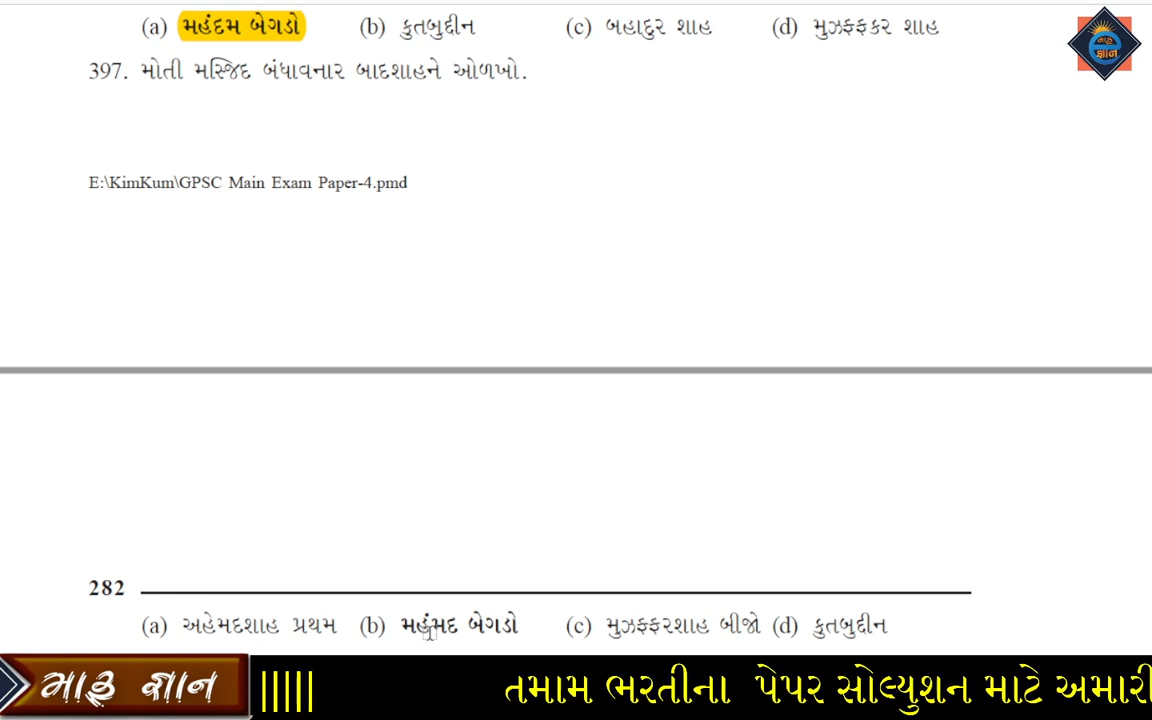 (a) મહંદમ બેગડો (b) કુતબુદ્દીન (c) બહાદુર શાહ (d) મુઝફ્ફકર શાહ
મારૂ જ્ઞાન
397. મોતી મસ્જિદ બંધાવનાર બાદશાહને ઓળખો.
E:\KimKum\GPSC Main Exam Paper-4.pmd
282
(a) અહેમદશાહ પ્રથમ (b) મહંમદ બેગડો (c) મુઝફ્ફરશાહ બીજો (d) કુતબુદ્દીન
મારૂ જ્ઞાન ||||| તમામ ભરતીના પેપર સોલ્યુશન માટે અમારી